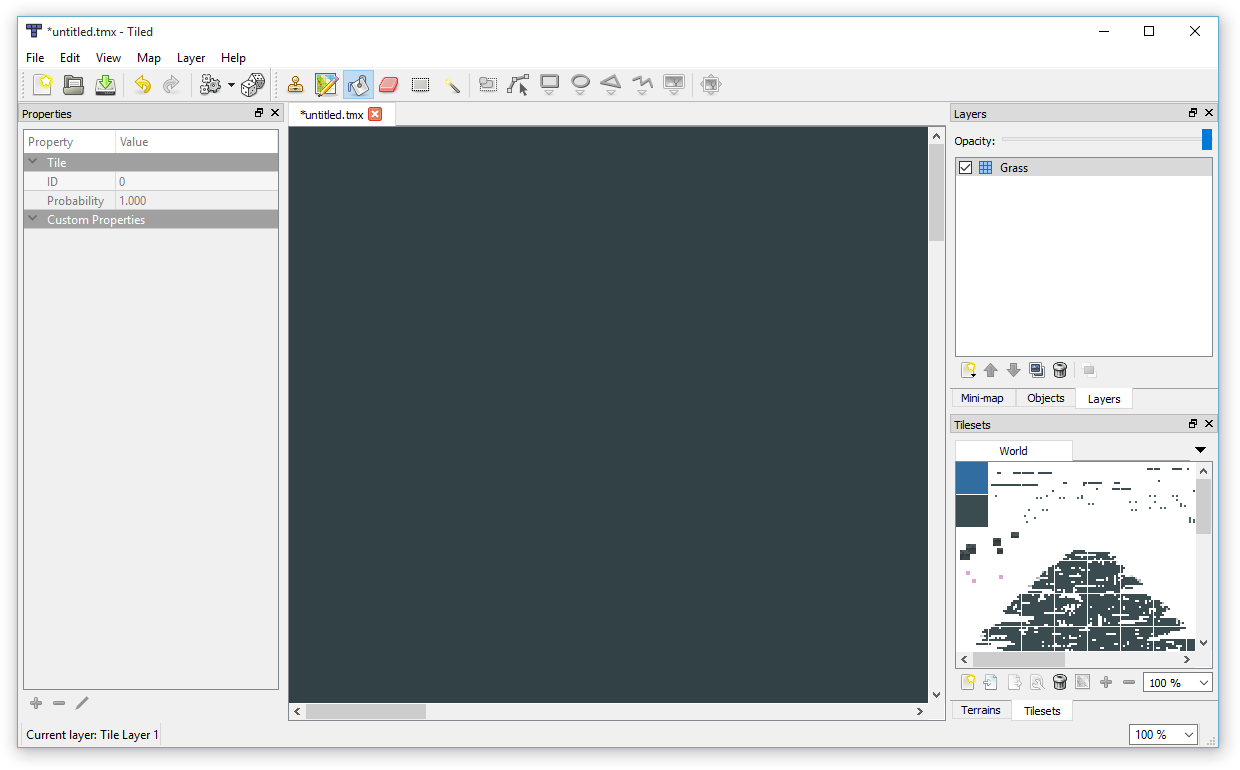 *untitled.tmx - Tiled
File Edit View Map Layer Help
Properties
Property Value
Tile
ID 0
Probability 1.000
Custom Properties
*untitled.tmx
Layers
Opacity:
Grass
Mini-map Objects Layers
Tilesets
World
100 %
Terrains Tilesets
Current layer: Tile Layer 1
100 %